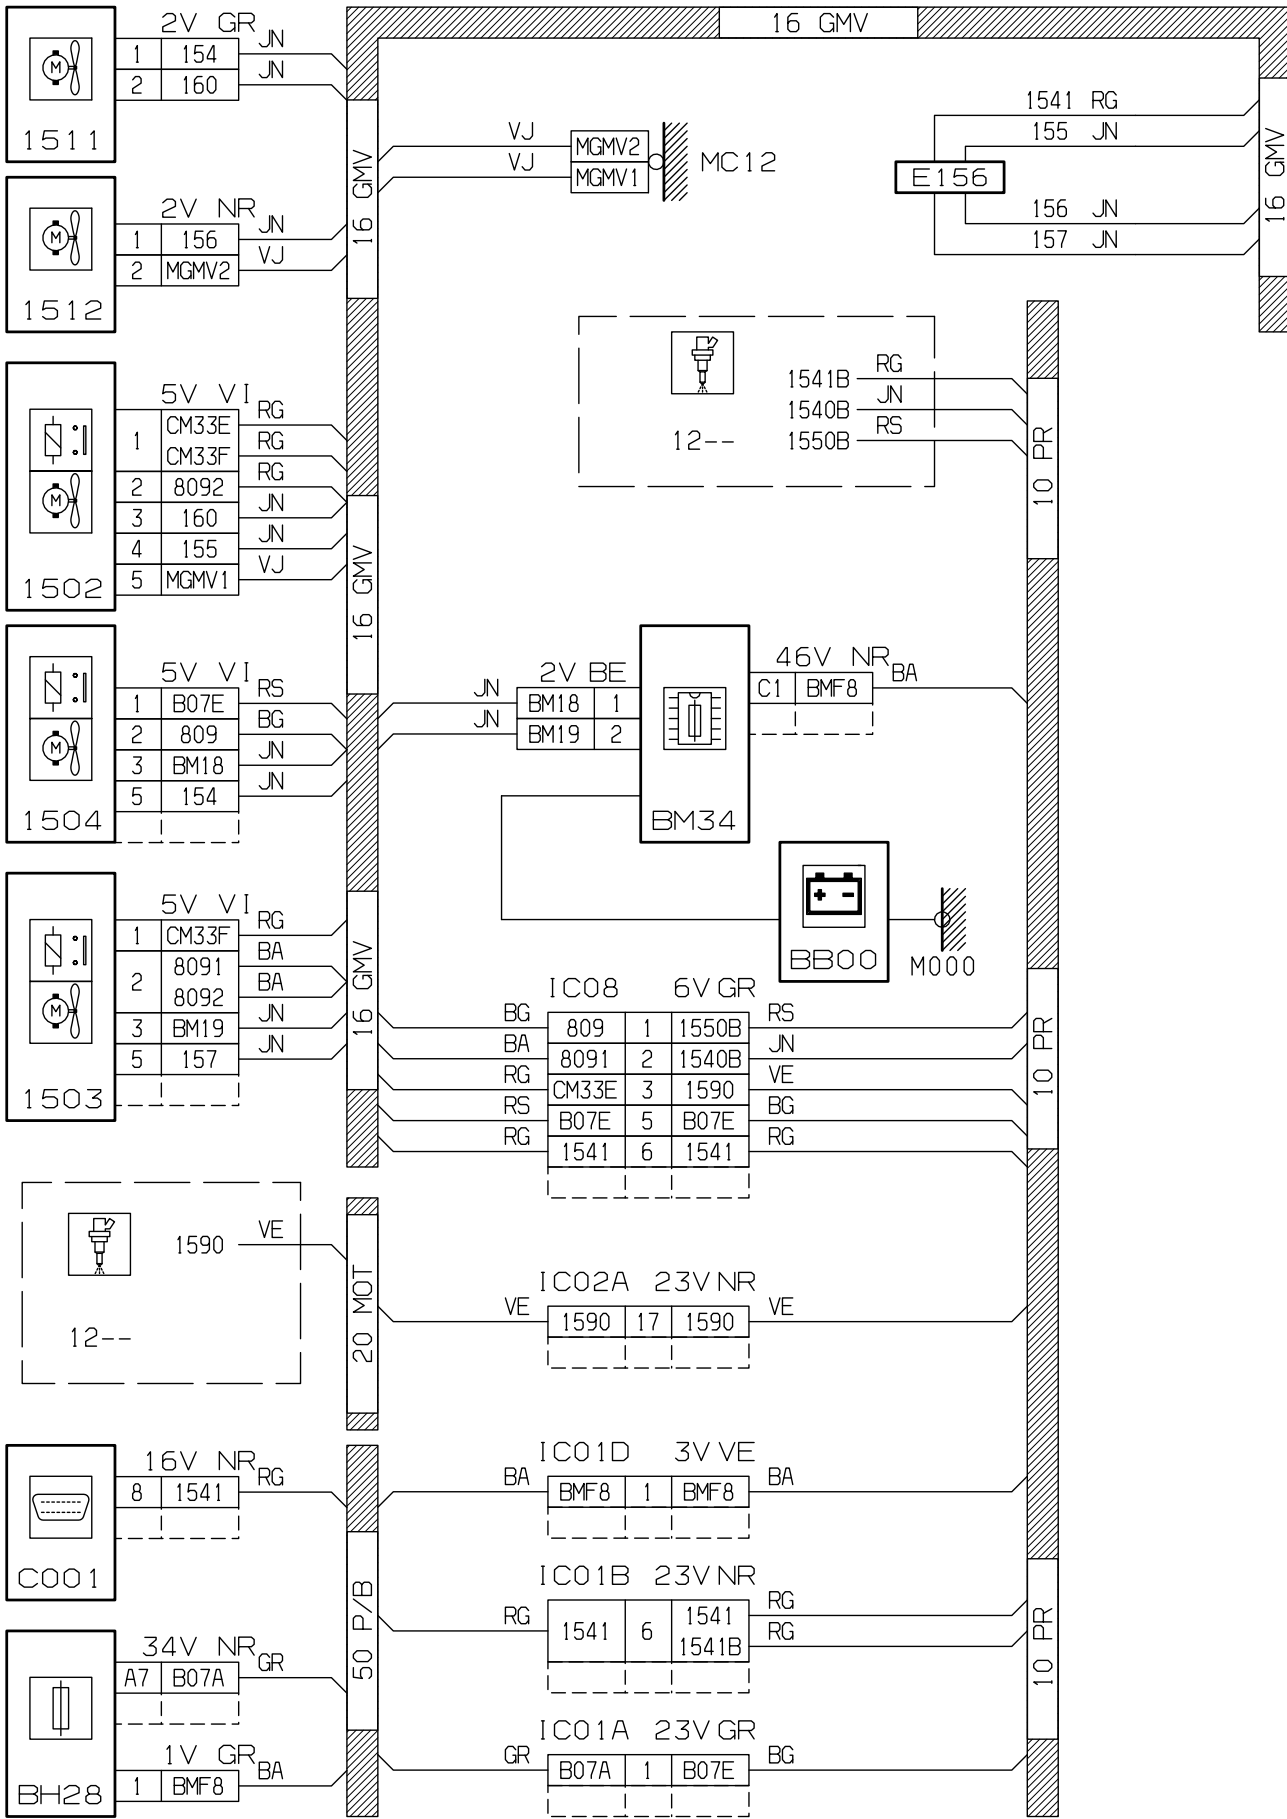 16 GMV
2V GR
1 154 JN
2 160 JN
1511
2V NR
1 156 JN
2 MGMV2 VJ
1512
16 GMV
VJ MGMV2
VJ MGMV1
MC12
1541 RG
155 JN
E156
156 JN
157 JN
16 GMV
5V VI
1 CM33E RG
CM33F RG
2 8092 RG
3 160 JN
4 155 JN
5 MGMV1 VJ
1502
16 GMV
1541B RG
1540B JN
1550B RS
12--
10 PR
5V VI
1 B07E RS
2 809 BG
3 BM18 JN
5 154 JN
1504
2V BE
JN BM18 1
JN BM19 2
BM34
46V NR
C1 BMF8 BA
BB00
M000
5V VI
1 CM33F RG
2 8091 BA
8092 BA
3 BM19 JN
5 157 JN
1503
16 GMV
IC08 6V GR
BG 809 1 1550B RS
BA 8091 2 1540B JN
RG CM33E 3 1590 VE
RS B07E 5 B07E BG
RG 1541 6 1541 RG
10 PR
1590 VE
12--
20 MOT
IC02A 23V NR
VE 1590 17 1590 VE
16V NR
8 1541 RG
C001
IC01D 3V VE
BA BMF8 1 BMF8 BA
IC01B 23V NR
RG 1541 6 1541 RG
1541B RG
50 P/B
10 PR
34V NR
A7 B07A GR
1V GR
1 BMF8 BA
BH28
IC01A 23V GR
GR B07A 1 B07E BG